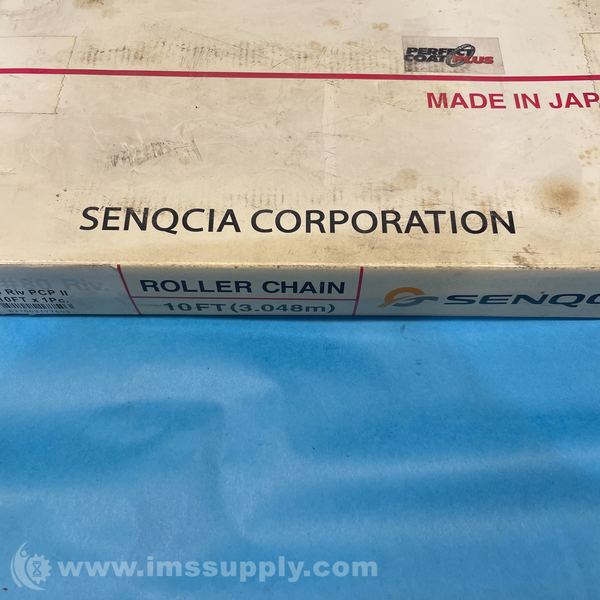 PERFECT
COAT PLUS
MADE IN JAP
SENQCIA CORPORATION
Riv PCP II
10FT x 1Pc.
ROLLER CHAIN
10FT(3.048m)
SENQC
www.imssupply.com